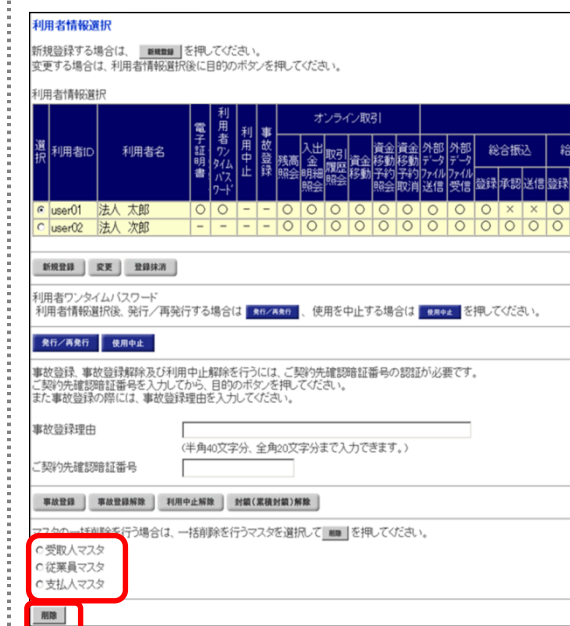 利用者情報選択
新規登録する場合は、 新規登録 を押してください。
変更する場合は、利用者情報選択後に目的のボタンを押してください。
利用者情報選択
選択 利用者ID 利用者名 電子証明書 利用者ワンタイムパスワード 利用中止 事故登録 オンライン取引
残高照会 入出金明細照会 取引履歴照会 資金移動 資金移動予約照会 資金移動予約取消 外部データファイル送信 外部データファイル受信 総合振込 給
登録 承認 送信 登録
user01 法人 太郎 ○ ○ - - ○ ○ ○ ○ ○ ○ ○ ○ ○ × × ○
user02 法人 次郎 - - - - ○ ○ ○ ○ ○ ○ ○ ○ ○ ○ ○ ○
新規登録 変更 登録抹消
利用者ワンタイムパスワード
利用者情報選択後、発行/再発行する場合は 発行/再発行 、使用を中止する場合は 使用中止 を押してください。
発行/再発行 使用中止
事故登録、事故登録解除及び利用中止解除を行うには、ご契約先確認暗証番号の認証が必要です。
ご契約先確認暗証番号を入力してから、目的のボタンを押してください。
また事故登録の際には、事故登録理由を入力してください。
事故登録理由
(半角40文字分、全角20文字分まで入力できます。)
ご契約先確認暗証番号
事故登録 事故登録解除 利用中止解除 封鎖(累積封鎖)解除
マスタの一括削除を行う場合は、一括削除を行うマスタを選択して 削除 を押してください。
受取人マスタ
従業員マスタ
支払人マスタ
削除